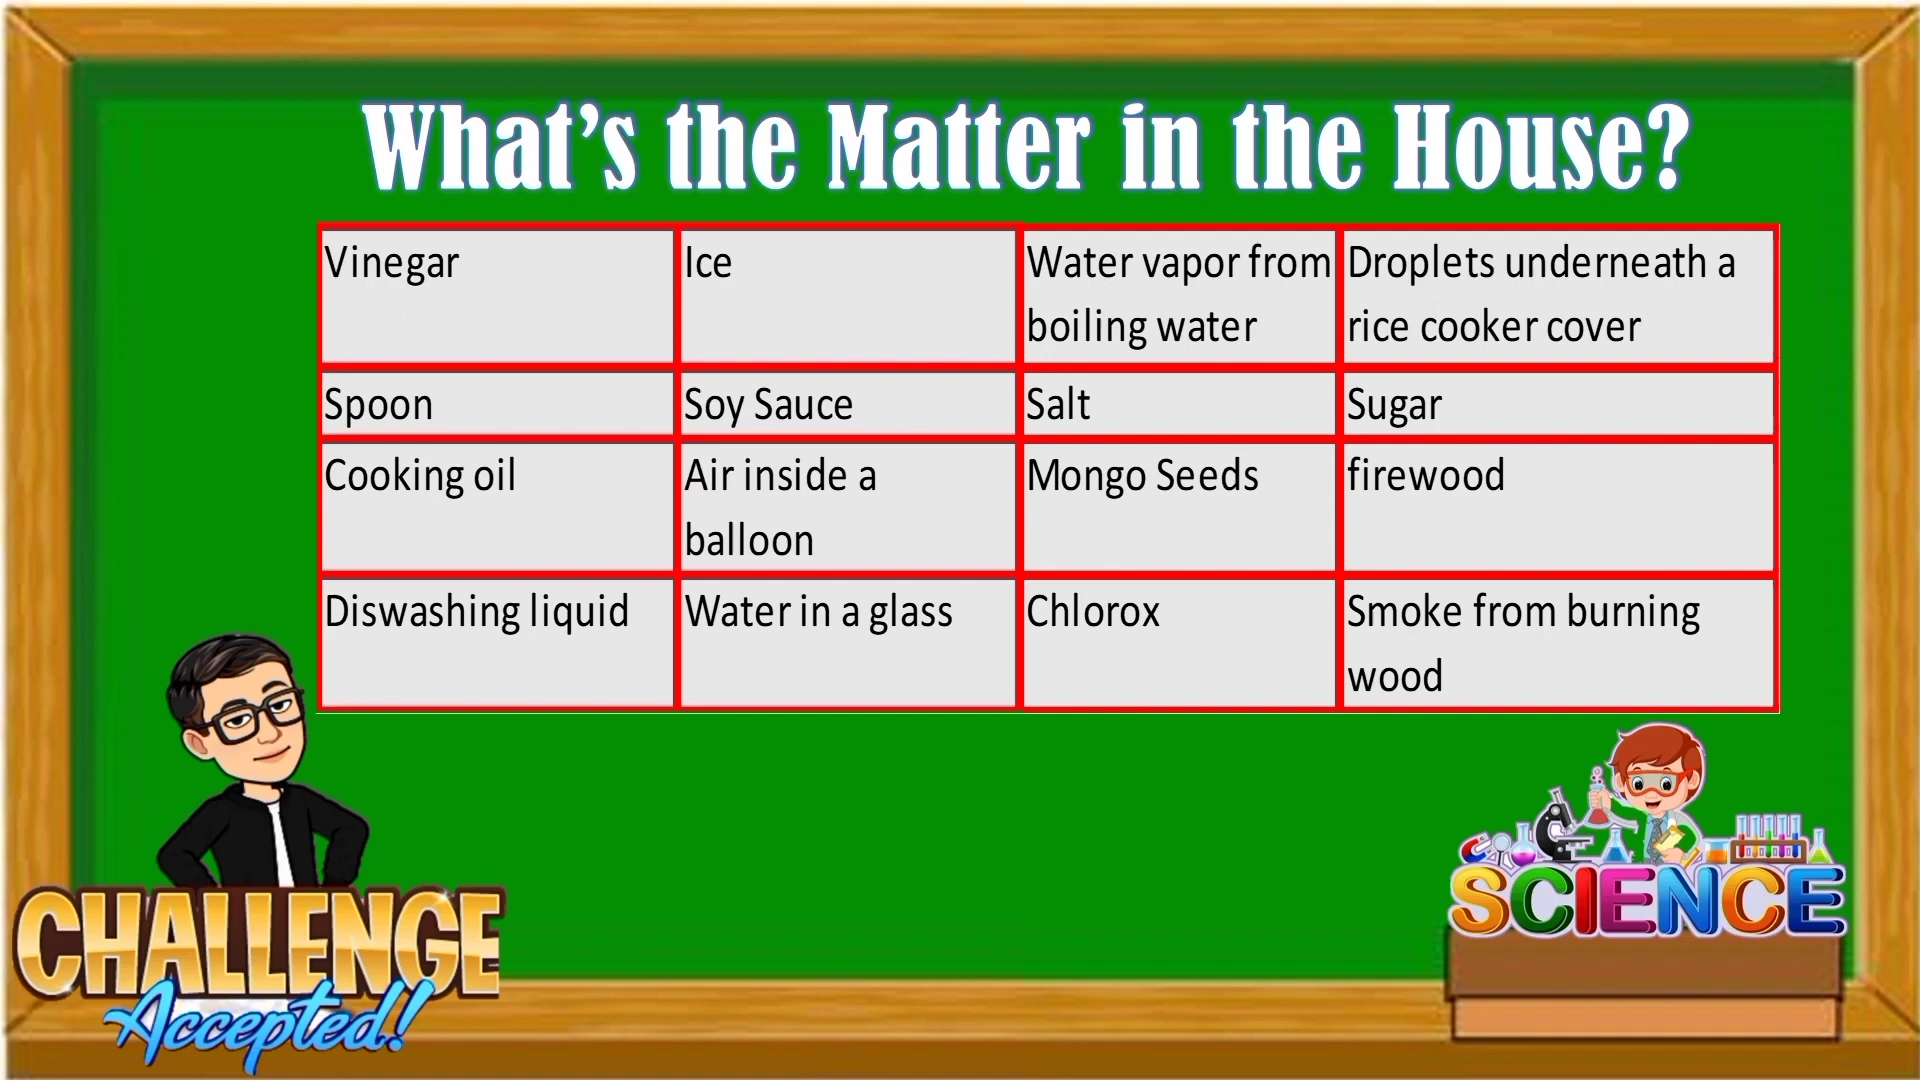 What's the Matter in the House?
Vinegar
Ice
Water vapor from
boiling water
Droplets underneath a
rice cooker cover
Spoon
Soy Sauce
Salt
Sugar
Cooking oil
Air inside a
balloon
Mongo Seeds
firewood
Diswashing liquid
Water in a glass
Chlorox
Smoke from burning
wood
CHALLENGE
Accepted!
SCIENCE